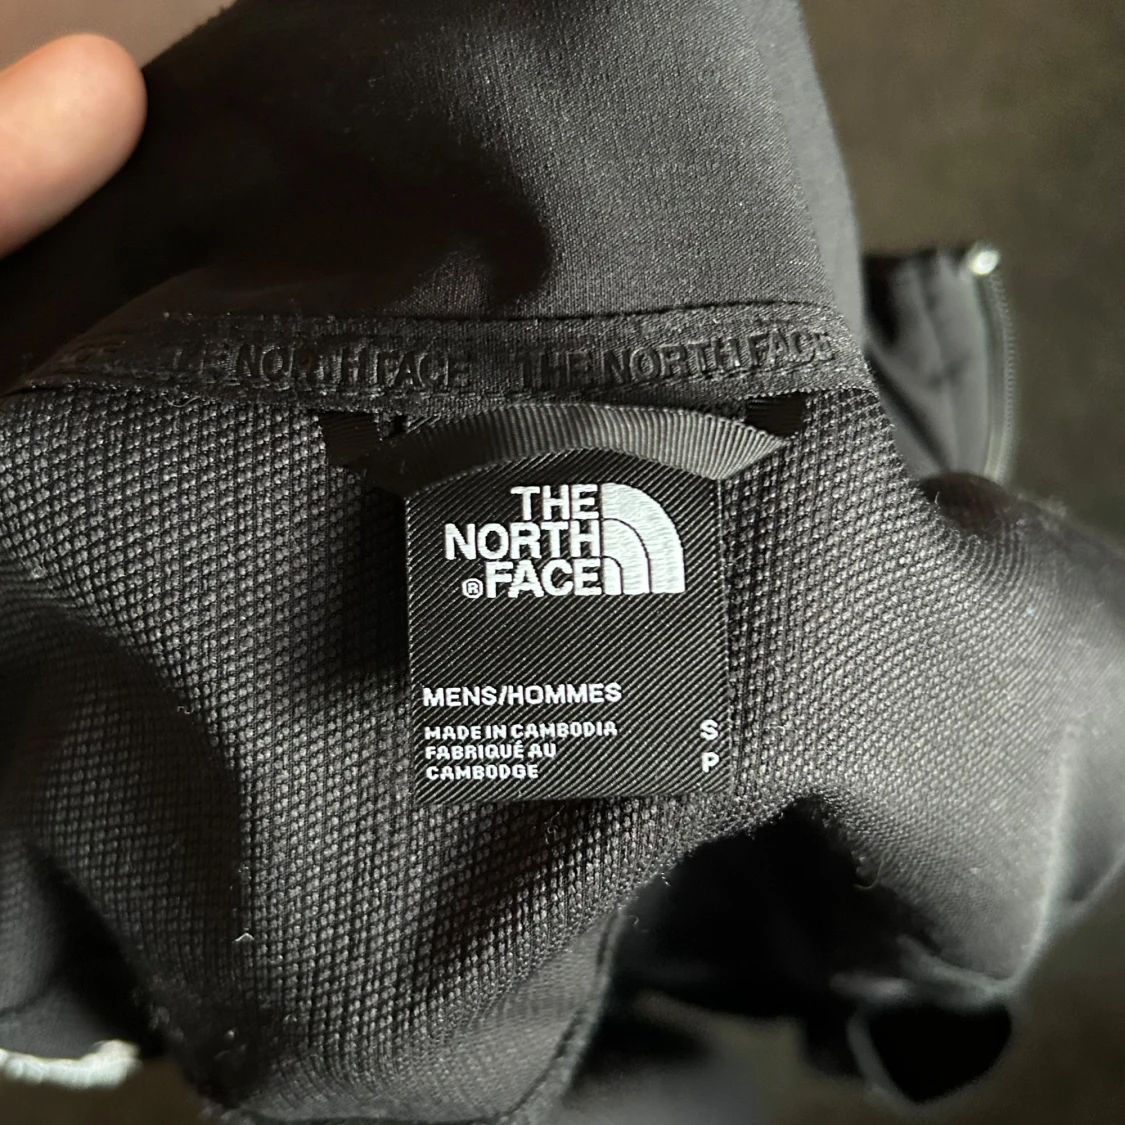 THE NORTH FACE THE NORTH FACE
THE
NORTH
®FACE
MENS/HOMMES
MADE IN CAMBODIA S
FABRIQUÉ AU
CAMBODGE P